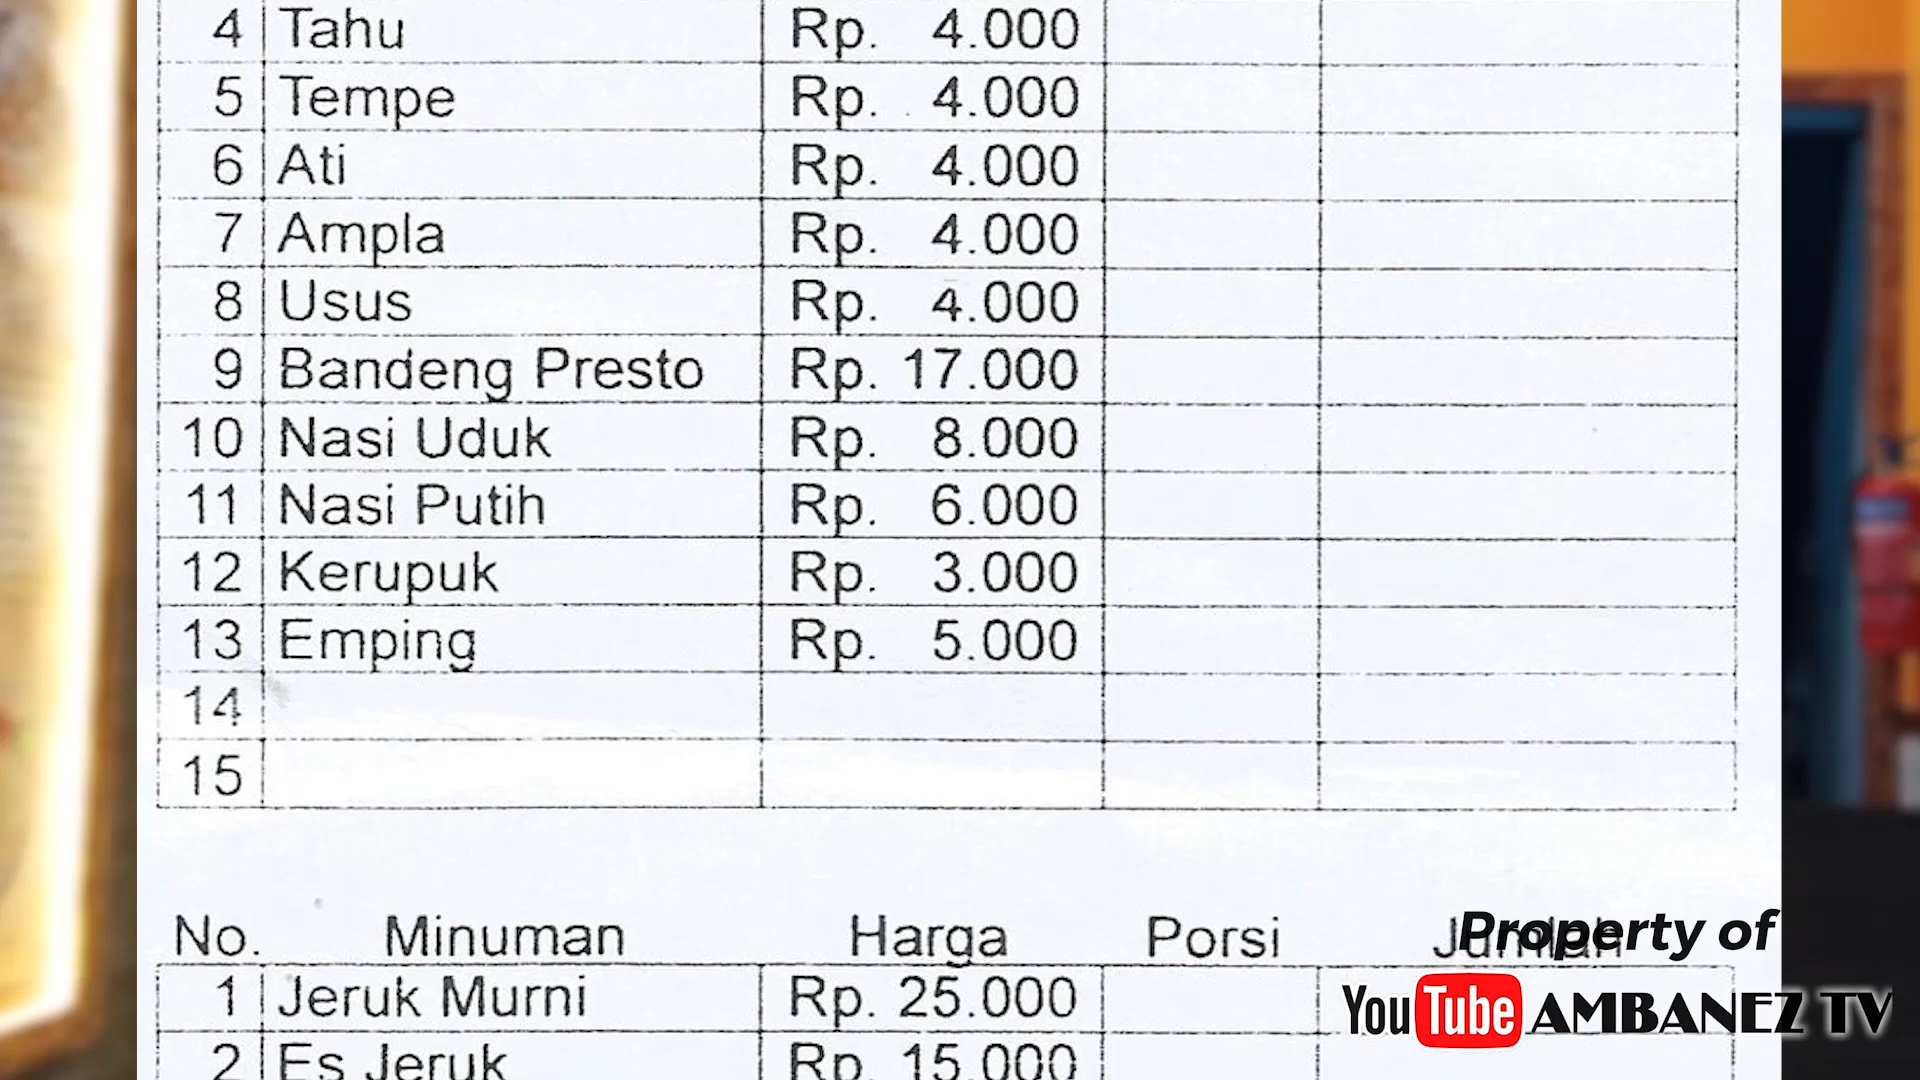 4 Tahu Rp. 4.000
5 Tempe Rp. 4.000
6 Ati Rp. 4.000
7 Ampla Rp. 4.000
8 Usus Rp. 4.000
9 Bandeng Presto Rp. 17.000
10 Nasi Uduk Rp. 8.000
11 Nasi Putih Rp. 6.000
12 Kerupuk Rp. 3.000
13 Emping Rp. 5.000
14
15
No. Minuman Harga Porsi Jumlah
Property of
1 Jeruk Murni Rp. 25.000
YouTube AMBANEZ TV
2 Es Jeruk Rp. 15.000